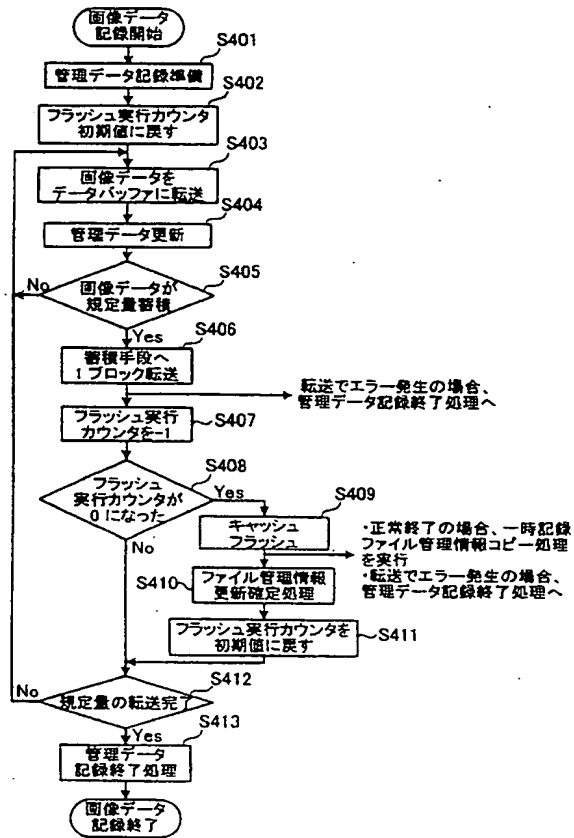 画像データ
記録開始
S401
管理データ記録準備
S402
フラッシュ実行カウンタ
初期値に戻す
S403
画像データを
データバッファに転送
S404
管理データ更新
S405
画像データが
規定量蓄積
No
Yes
S406
蓄積手段へ
1 ブロック転送
転送でエラー発生の場合、
管理データ記録終了処理へ
S407
フラッシュ実行
カウンタを-1
S408
フラッシュ
実行カウンタが
0 になった
Yes
No
S409
キャッシュ
フラッシュ
・正常終了の場合、一時記録
ファイル管理情報コピー処理
を実行
・転送でエラー発生の場合、
管理データ記録終了処理へ
S410
ファイル管理情報
更新確定処理
フラッシュ実行カウンタを
初期値に戻す
S411
S412
規定量の転送完了
No
Yes
S413
管理データ
記録終了処理
画像データ
記録終了